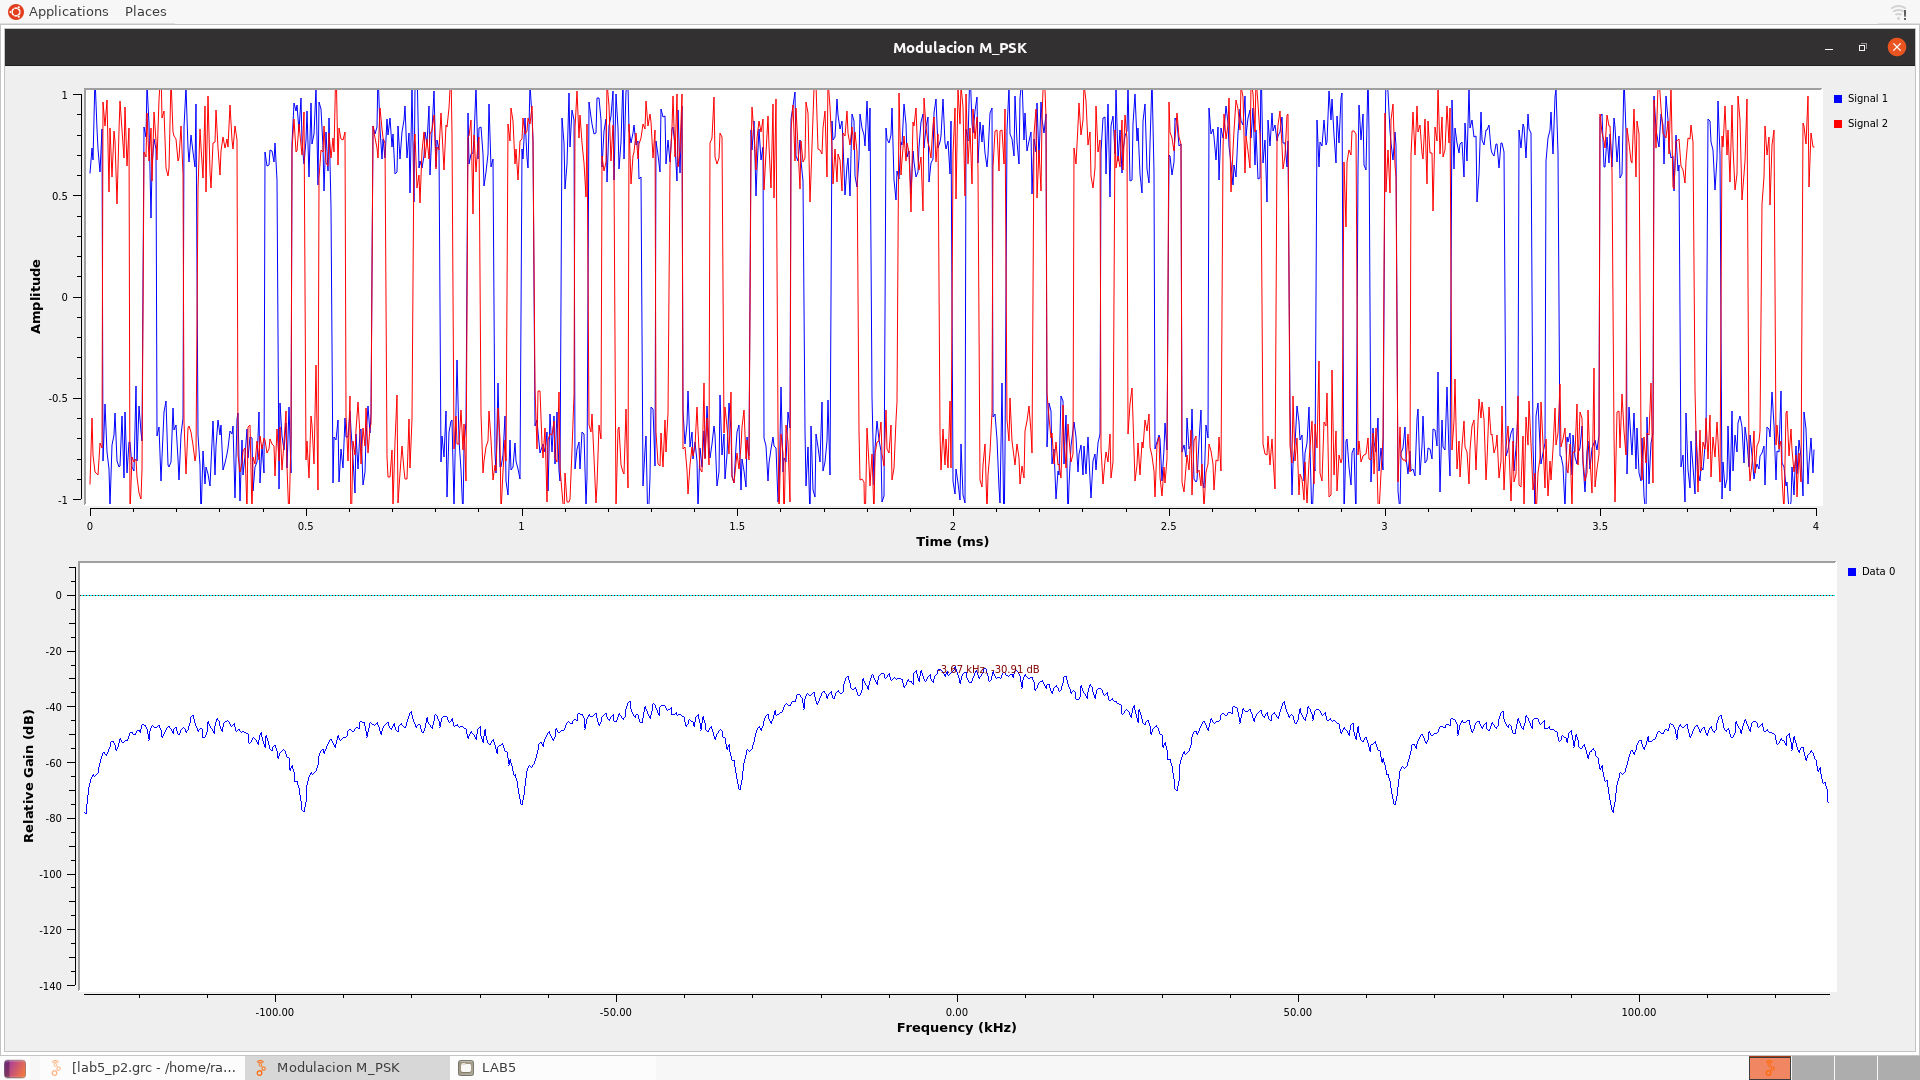 Applications Places
Modulacion M_PSK
1
0.5
0
-0.5
-1
Amplitude
0 0.5 1 1.5 2 2.5 3 3.5 4
Time (ms)
Signal 1
Signal 2
0
-20
-40
-60
-80
-100
-120
-140
Relative Gain (dB)
-3.67 kHz, -30.91 dB
Data 0
-100.00 -50.00 0.00 50.00 100.00
Frequency (kHz)
[lab5_p2.grc - /home/ra... Modulacion M_PSK LAB5